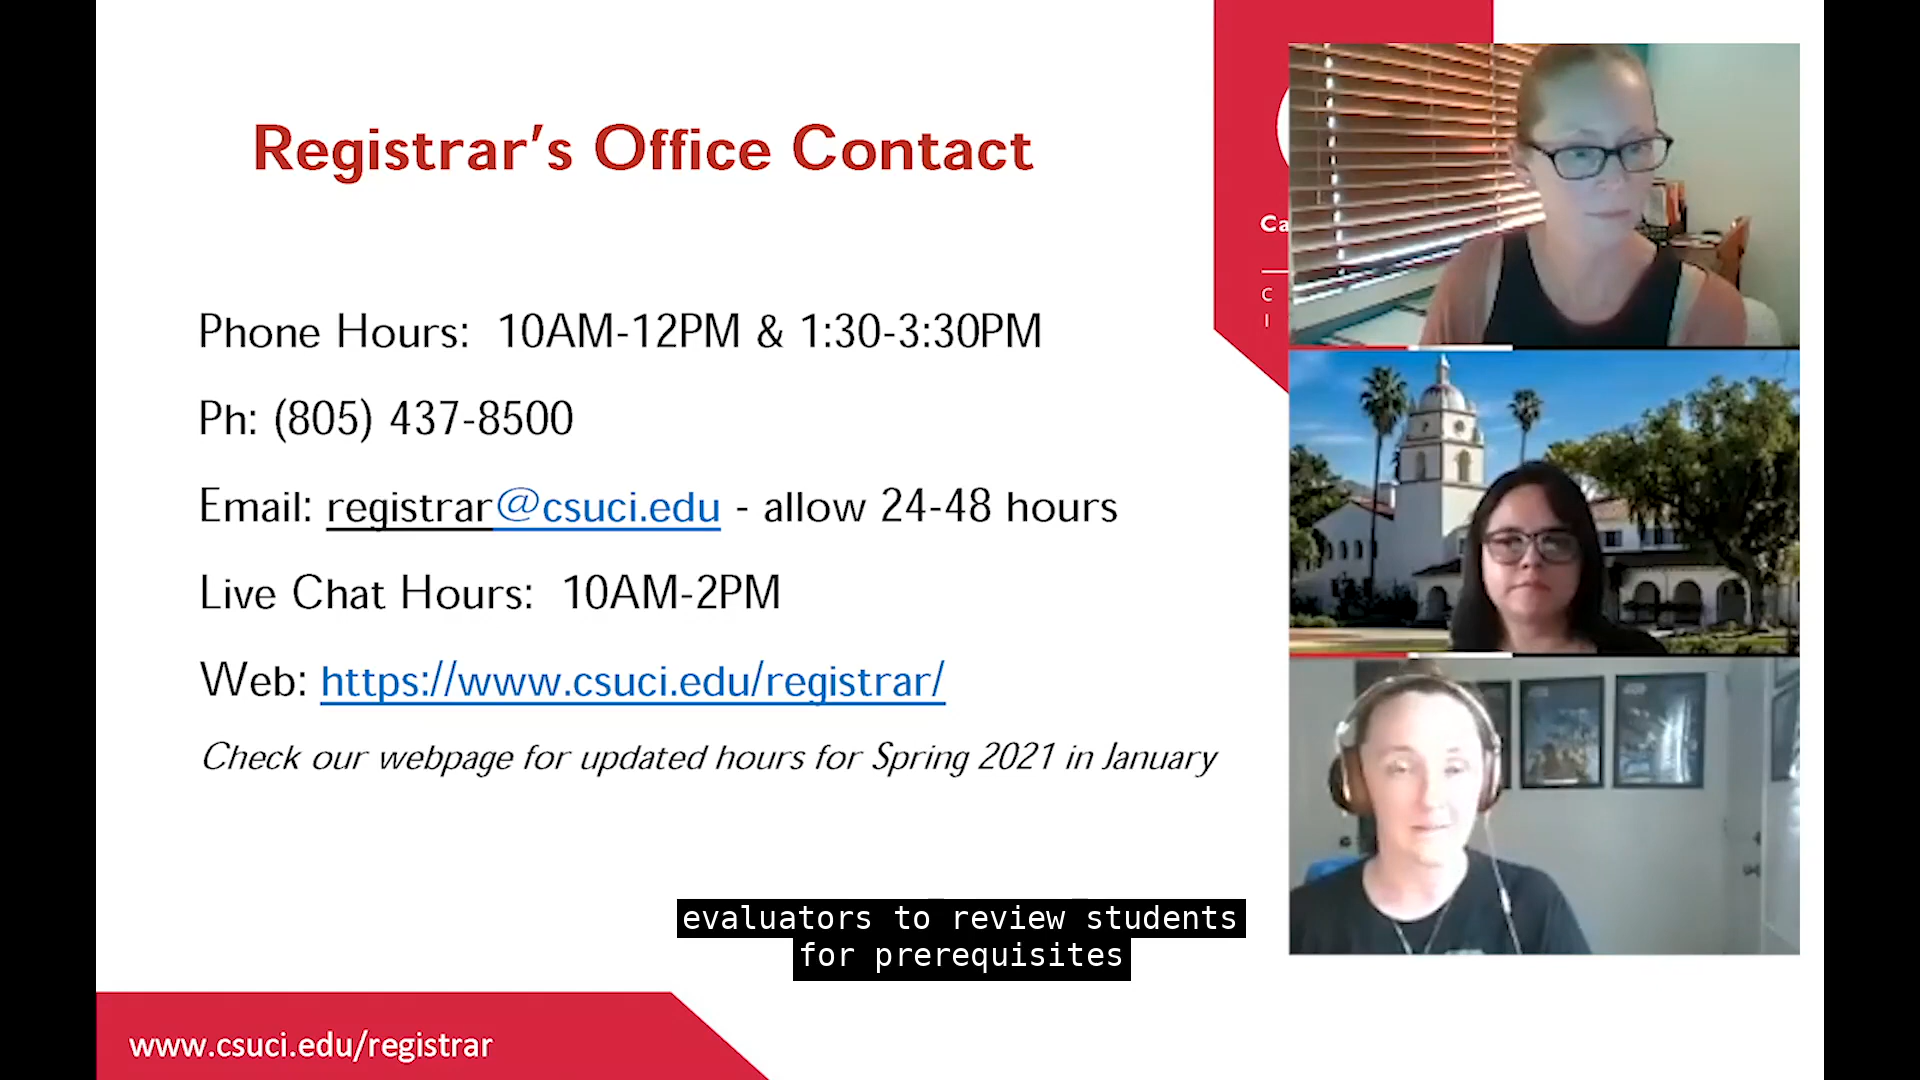 Registrar’s Office Contact
Ca
C
I
Phone Hours:  10AM-12PM & 1:30-3:30PM
Ph: (805) 437-8500
Email: registrar@csuci.edu - allow 24-48 hours
Live Chat Hours:  10AM-2PM
Web: https://www.csuci.edu/registrar/
Check our webpage for updated hours for Spring 2021 in January
evaluators to review students
for prerequisites
www.csuci.edu/registrar